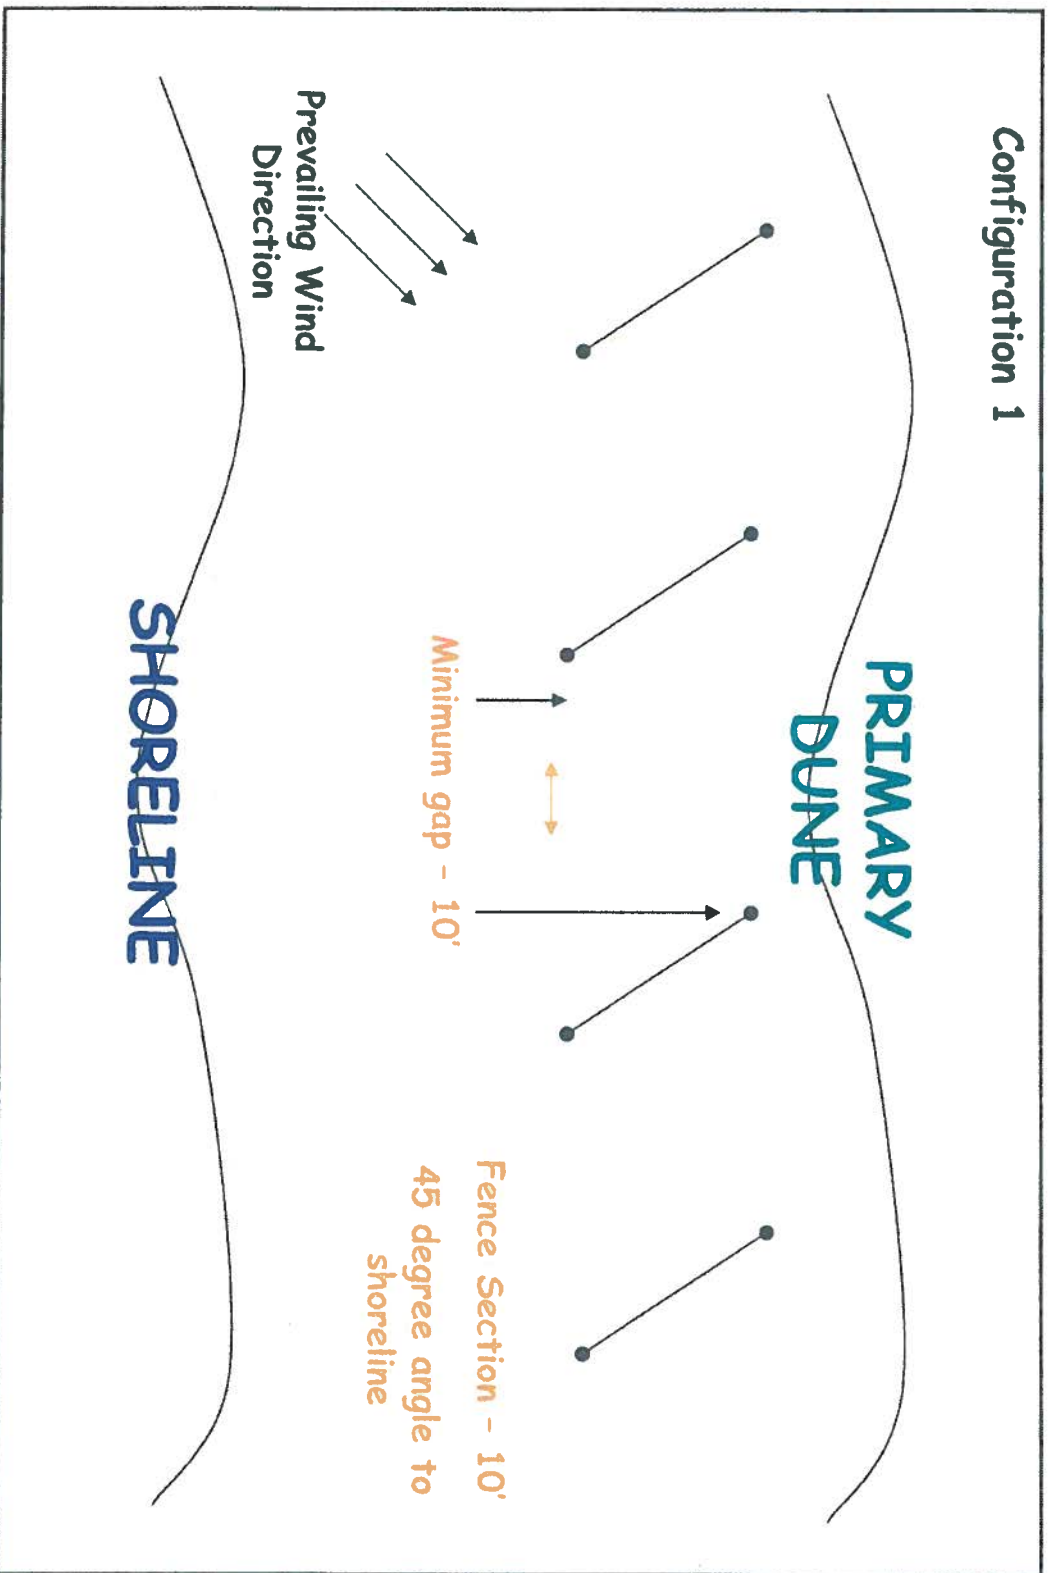 Configuration 1
PRIMARY
DUNE
Minimum gap - 10'
Fence Section - 10'
45 degree angle to
shoreline
Prevailing Wind
Direction
SHORELINE